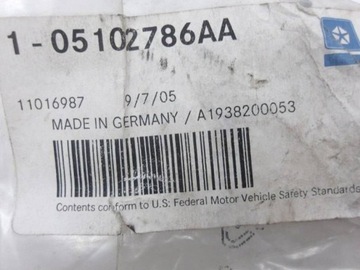 1 - 05102786AA
11016987 9/7/05
MADE IN GERMANY / A1938200053
Contents conform to U.S. Federal Motor Vehicle Safety Standards